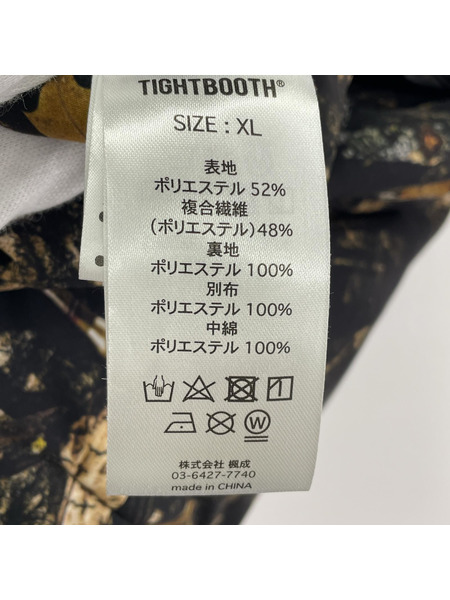 TIGHTBOOTH®
SIZE : XL
表地
ポリエステル 52%
複合繊維
(ポリエステル)48%
裏地
ポリエステル 100%
別布
ポリエステル 100%
中綿
ポリエステル 100%
W
株式会社 楓成
03-6427-7740
made in CHINA